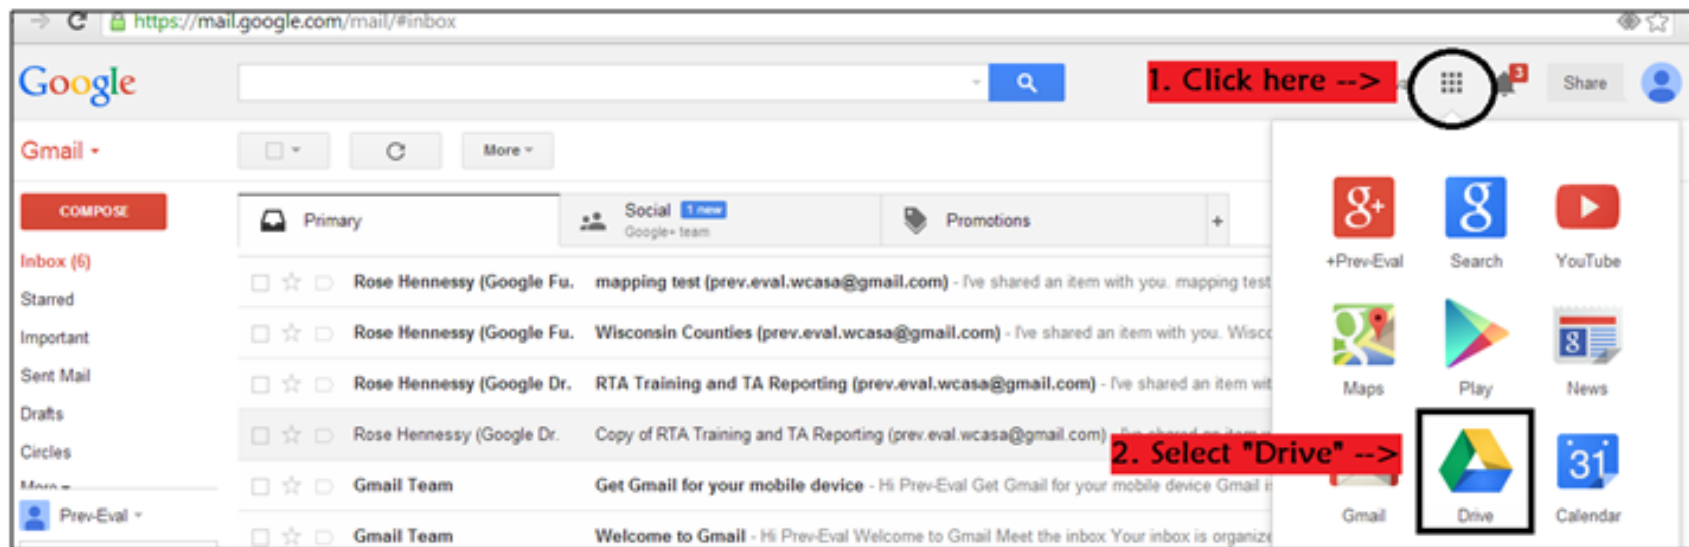 https://mail.google.com/mail/#inbox
Google
1. Click here -->
3
Share
Gmail
More
COMPOSE
Primary
Social 1 new
Google+ team
Promotions
+
Inbox (6)
Starred
Important
Sent Mail
Drafts
Circles
More
Prev-Eval
Rose Hennessy (Google Fu. mapping test (prev.eval.wcasa@gmail.com) - I've shared an item with you. mapping test
Rose Hennessy (Google Fu. Wisconsin Counties (prev.eval.wcasa@gmail.com) - I've shared an item with you. Wisco
Rose Hennessy (Google Dr. RTA Training and TA Reporting (prev.eval.wcasa@gmail.com) - I've shared an item wit
Rose Hennessy (Google Dr. Copy of RTA Training and TA Reporting (prev.eval.wcasa@gmail.com)
Gmail Team Get Gmail for your mobile device - Hi Prev-Eval Get Gmail for your mobile device Gmail
Gmail Team Welcome to Gmail - Hi Prev-Eval Welcome to Gmail Meet the inbox Your inbox is organize
g+
g
+Prev-Eval Search YouTube
g
g
Maps Play News
2. Select "Drive" -->
31
Gmail Drive Calendar